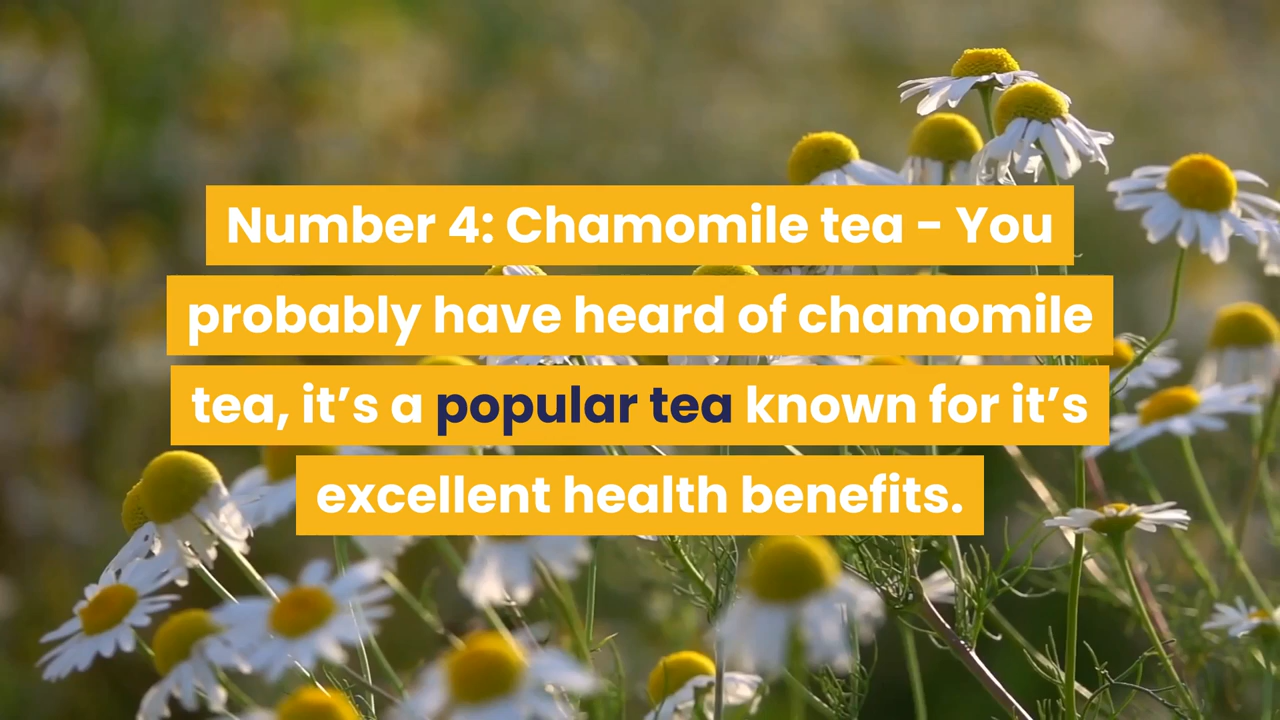 Number 4: Chamomile tea - You
probably have heard of chamomile
tea, it’s a popular tea known for it’s
excellent health benefits.